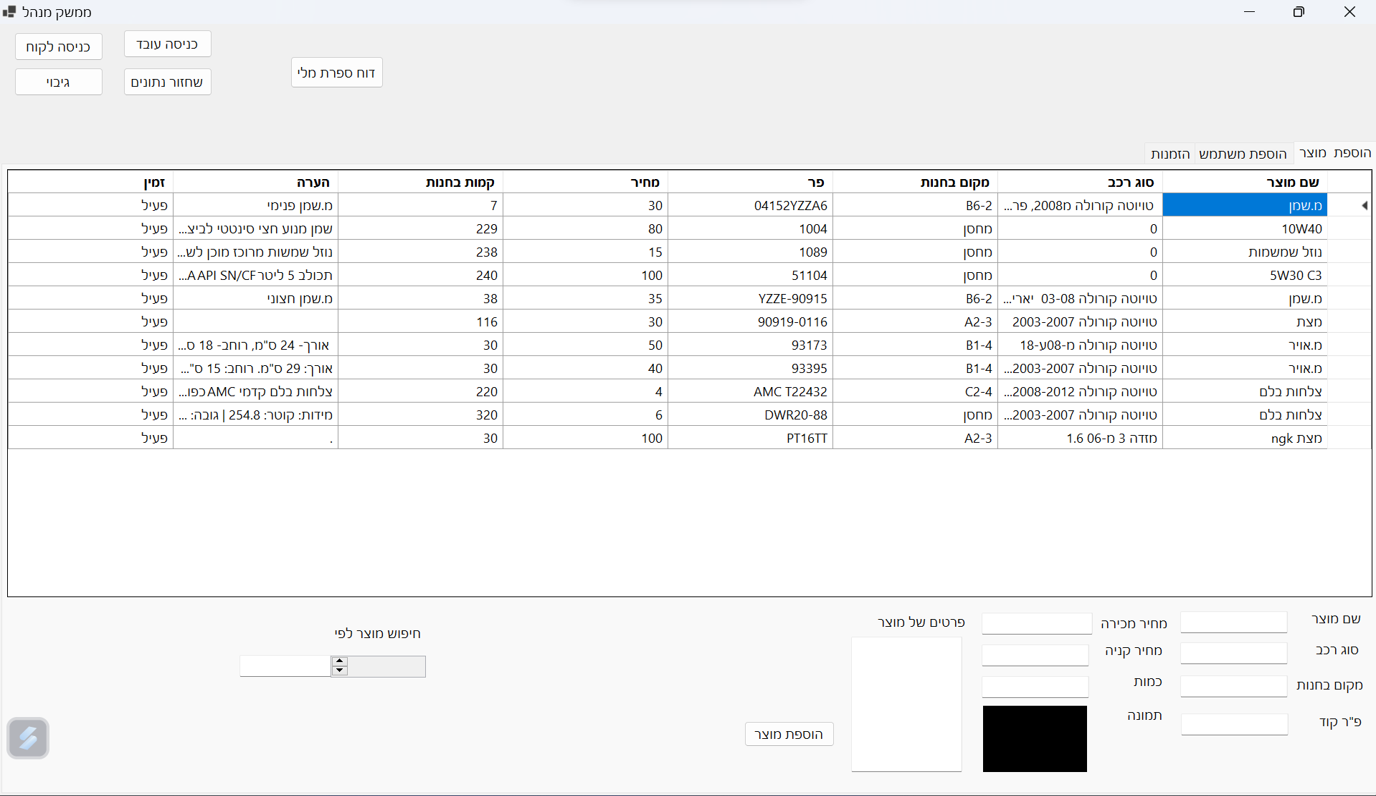 ממשק מנהל
כניסה עובד
כניסה לקוח
דוח ספרת מלי
שחזור נתונים
גיבוי
הוספת מוצר הוספת משתמש הזמנות
שם מוצר סוג רכב מקום בחנות פר מחיר קמות בחנות הערה זמין
מ.שמן טויוטה קורולה מ2008, פר... B6-2 04152YZZA6 30 7 מ.שמן פנימי פעיל
10W40 0 מחסן 1004 80 229 שמן מנוע חצי סינטטי לביצ... פעיל
נוזל שמשמות 0 מחסן 1089 15 238 נוזל שמשות מרוכז מוכן לש... פעיל
5W30 C3 0 מחסן 51104 100 240 תכולב 5 ליטר A API SN/CF... פעיל
מ.שמן טויוטה קורולה 03-08 יארי... B6-2 YZZE-90915 35 38 מ.שמן חצוני פעיל
מצת טויוטה קורולה 2003-2007 A2-3 90919-0116 30 116 פעיל
מ.אויר טויוטה קורולה מ-08ע-18 B1-4 93173 50 30 אורך- 24 ס"מ, רוחב- 18 ס... פעיל
מ.אויר טויוטה קורולה 2003-2007... B1-4 93395 40 30 אורך: 29 ס"מ. רוחב: 15 ס"... פעיל
צלחות בלם טויוטה קורולה 2008-2012... C2-4 AMC T22432 4 220 צלחות בלם קדמי AMC כפו... פעיל
צלחות בלם טויוטה קורולה 2003-2007... מחסן DWR20-88 6 320 מידות: קוטר: 254.8 | גובה: ... פעיל
מצת ngk מזדה 3 מ-06 1.6 A2-3 PT16TT 100 30 . פעיל
שם מוצר מחיר מכירה פרטים של מוצר
חיפוש מוצר לפי
סוג רכב מחיר קניה
מקום בחנות כמות
פ"ר קוד תמונה
הוספת מוצר